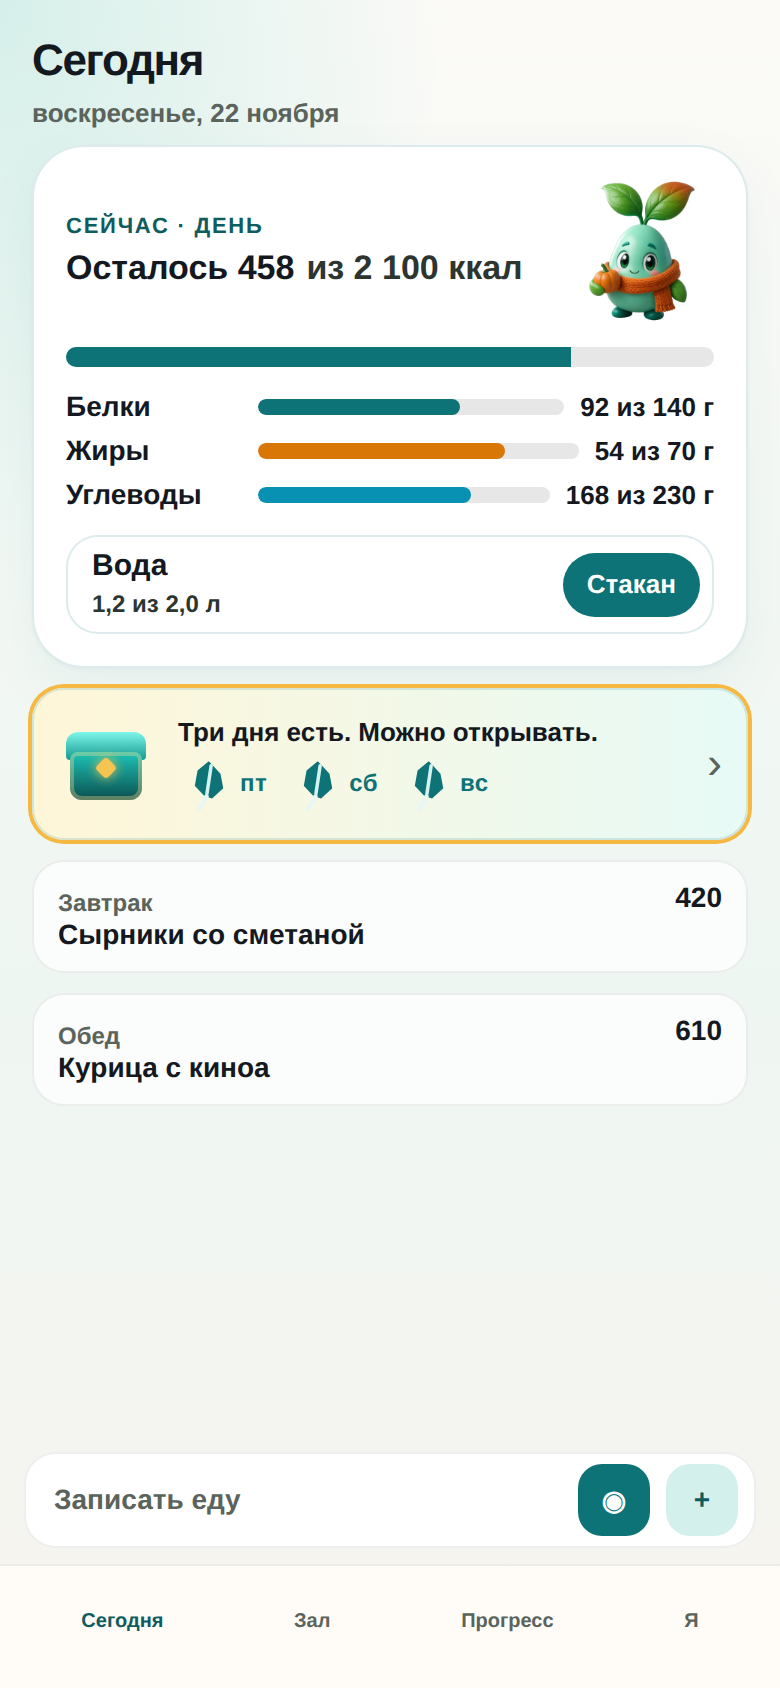 Сегодня
воскресенье, 22 ноября
СЕЙЧАС · ДЕНЬ
Осталось 458 из 2 100 ккал
Белки 92 из 140 г
Жиры 54 из 70 г
Углеводы 168 из 230 г
Вода
1,2 из 2,0 л
Стакан
Три дня есть. Можно открывать.
пт сб вс
Завтрак
420
Сырники со сметаной
Обед
610
Курица с киноа
Записать еду
+
Сегодня Зал Прогресс Я